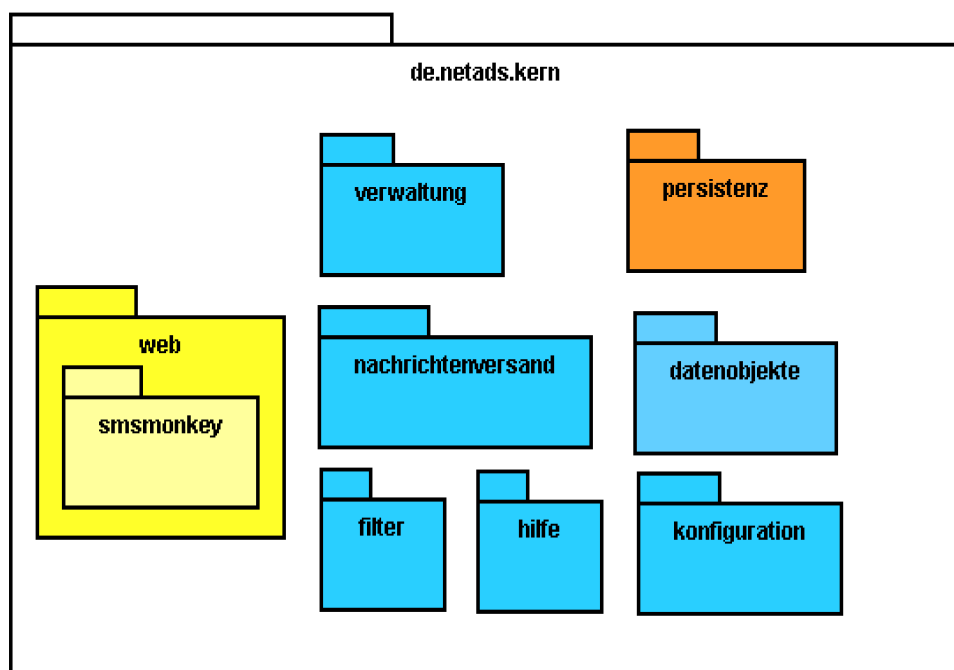 de.netads.kern
verwaltung
persistenz
web
smsmonkey
nachrichtenversand
datenobjekte
filter
hilfe
konfiguration